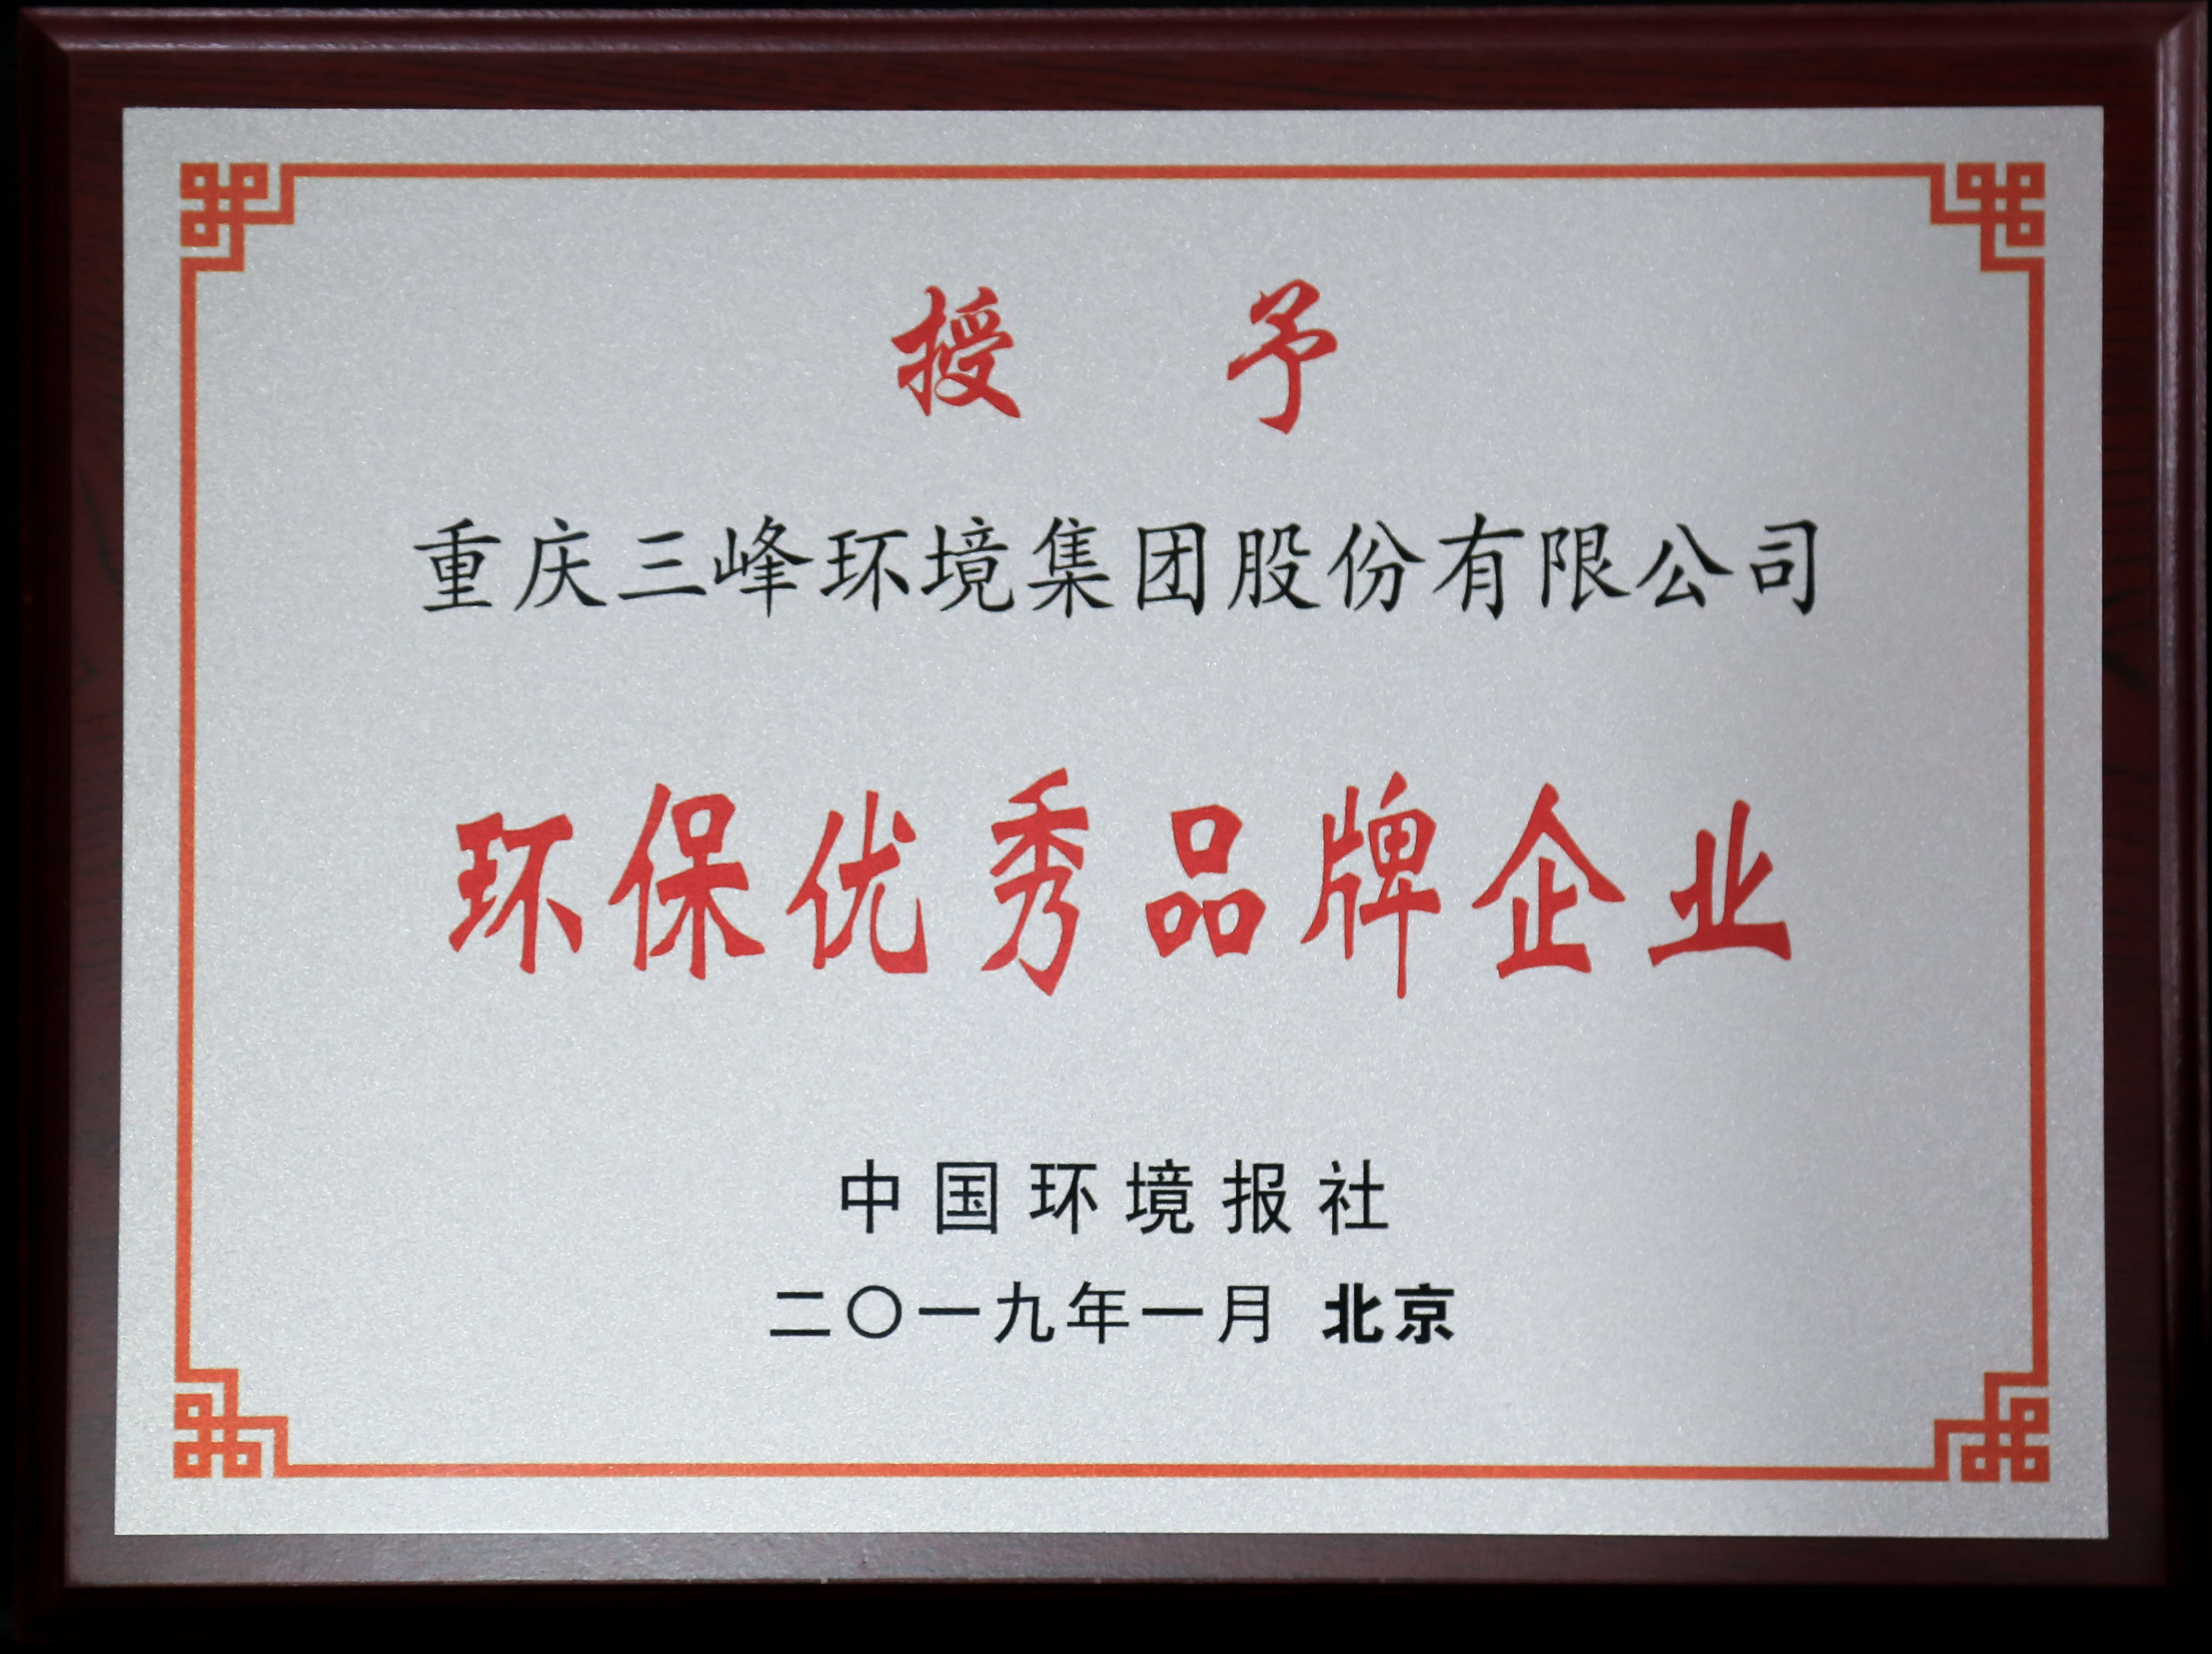 授予
重庆三峰环境集团股份有限公司
环保优秀品牌企业
中国环境报社
二〇一九年一月 北京